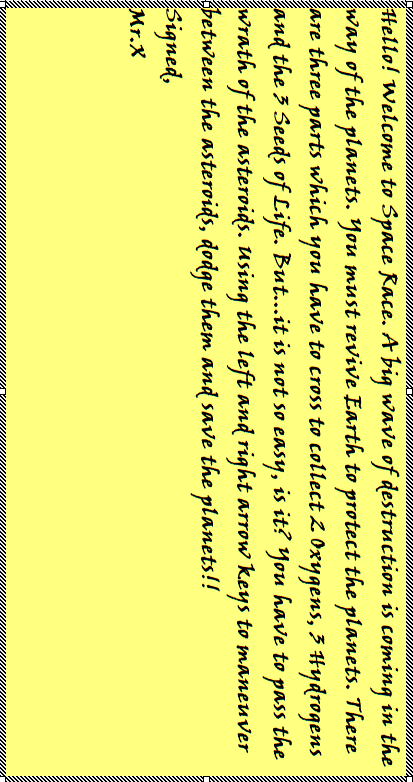 Hello! Welcome to Space Race. A big wave of destruction is coming in the
way of the planets. You must revive Earth to protect the planets. There
are three parts which you have to cross to collect 2 Oxygens, 3 Hydrogens
and the 3 Seeds of Life. But...it is not so easy, is it? You have to pass the
wrath of the asteroids. Using the left and right arrow keys to maneuver
between the asteroids, dodge them and save the planets!!
Signed,
Mr.X